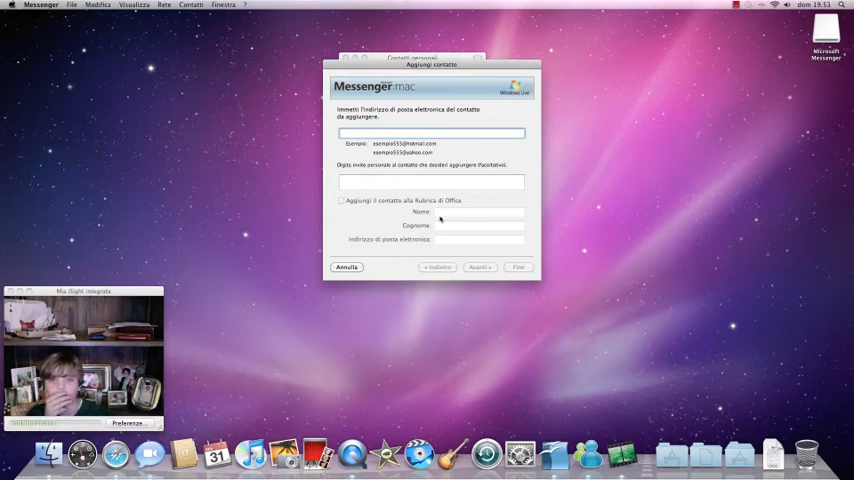 Messenger File Modifica Visualizza Rete Contatti Finestra ?
dom 19.53
Microsoft
Messenger
Contatti personali
Aggiungi contatto
Microsoft
Messenger:mac
Windows Live
Immetti l'indirizzo di posta elettronica del contatto
da aggiungere.
Esempio: esempio555@hotmail.com
esempio555@yahoo.com
Digita invito personale al contatto che desideri aggiungere (facoltativo).
Aggiungi il contatto alla Rubrica di Office
Nome:
Cognome:
Indirizzo di posta elettronica:
Annulla
« Indietro
Avanti »
Fine
Mia iSight integrata
Preferenze...
31